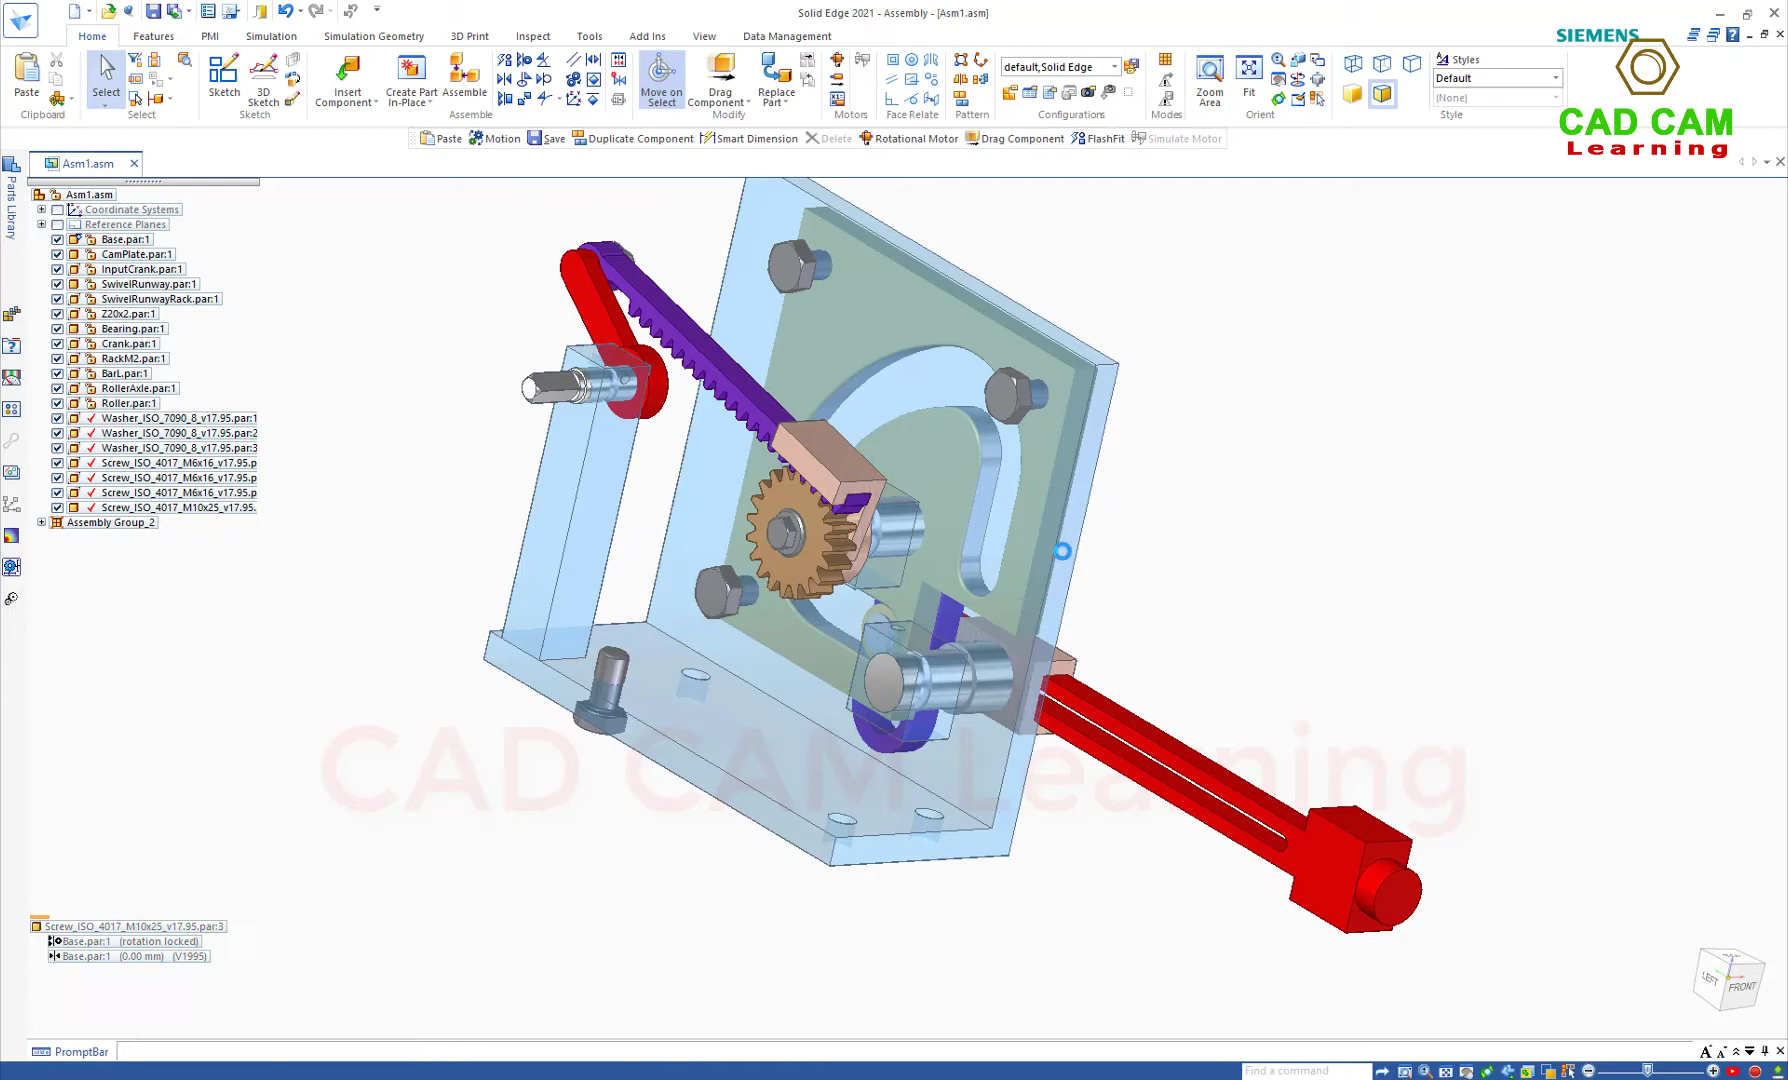 Solid Edge 2021 - Assembly - [Asm1.asm]
Home
Features
PMI
Simulation
Simulation Geometry
3D Print
Inspect
Tools
Add Ins
View
Data Management
SIEMENS
Paste
Clipboard
Select
Select
Sketch
3D Sketch
Sketch
Insert Component
Create Part In-Place
Assemble
Assemble
Move on Select
Drag Component
Replace Part
Modify
Motors
Face Relate
Pattern
default,Solid Edge
Configurations
Modes
Zoom Area
Fit
Orient
Styles
Default
(None)
Style
CAD CAM
Learning
Paste
Motion
Save
Duplicate Component
Smart Dimension
Delete
Rotational Motor
Drag Component
FlashFit
Simulate Motor
Asm1.asm
Parts Library
Asm1.asm
Coordinate Systems
Reference Planes
Base.par:1
CamPlate.par:1
InputCrank.par:1
SwivelRunway.par:1
SwivelRunwayRack.par:1
Z20x2.par:1
Bearing.par:1
Crank.par:1
RackM2.par:1
BarL.par:1
RollerAxle.par:1
Roller.par:1
Washer_ISO_7090_8_v17.95.par:1
Washer_ISO_7090_8_v17.95.par:2
Washer_ISO_7090_8_v17.95.par:3
Screw_ISO_4017_M6x16_v17.95.p
Screw_ISO_4017_M6x16_v17.95.p
Screw_ISO_4017_M6x16_v17.95.p
Screw_ISO_4017_M10x25_v17.95.
Assembly Group_2
CAD CAM Learning
Screw_ISO_4017_M10x25_v17.95.par:3
Base.par:1 (rotation locked)
Base.par:1 (0.00 mm) (V1995)
LEFT
FRONT
PromptBar
Find a command